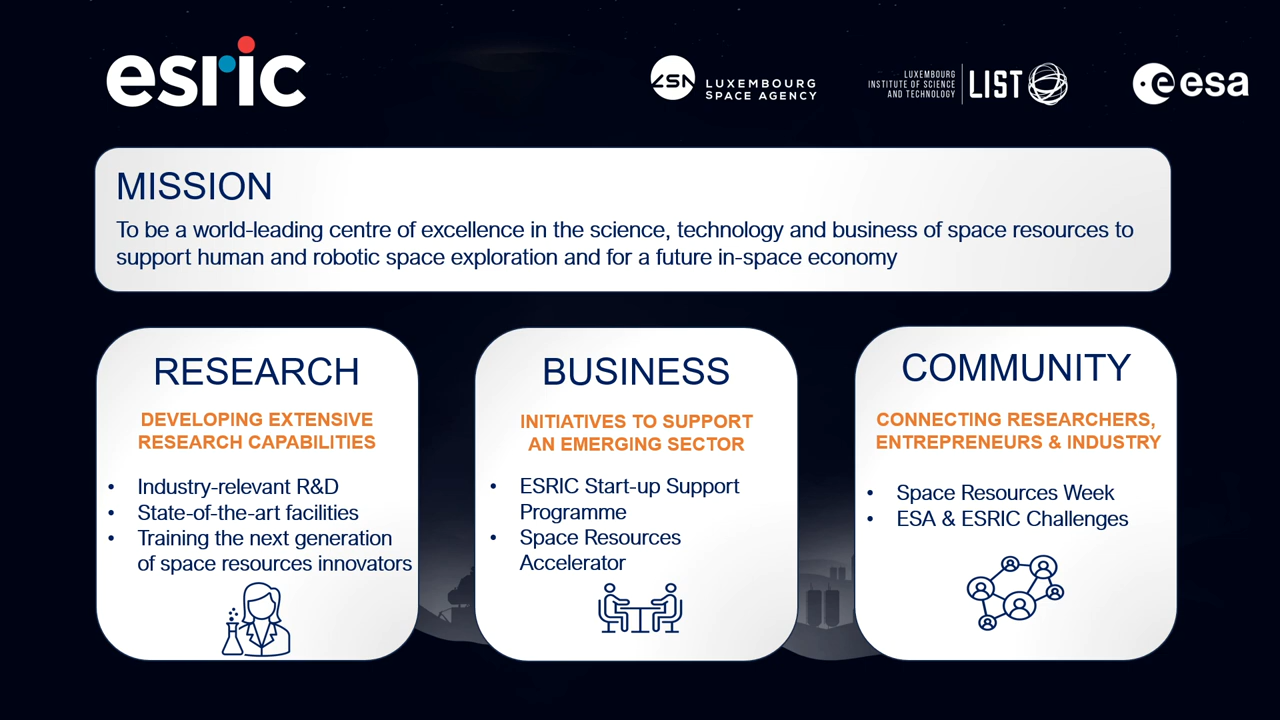 esric
LSA
LUXEMBOURG
SPACE AGENCY
LUXEMBOURG
INSTITUTE OF SCIENCE
AND TECHNOLOGY
LIST
esa
MISSION
To be a world-leading centre of excellence in the science, technology and business of space resources to
support human and robotic space exploration and for a future in-space economy
RESEARCH
DEVELOPING EXTENSIVE
RESEARCH CAPABILITIES
• Industry-relevant R&D
• State-of-the-art facilities
• Training the next generation
of space resources innovators
BUSINESS
INITIATIVES TO SUPPORT
AN EMERGING SECTOR
• ESRIC Start-up Support
Programme
• Space Resources
Accelerator
COMMUNITY
CONNECTING RESEARCHERS,
ENTREPRENEURS & INDUSTRY
• Space Resources Week
• ESA & ESRIC Challenges